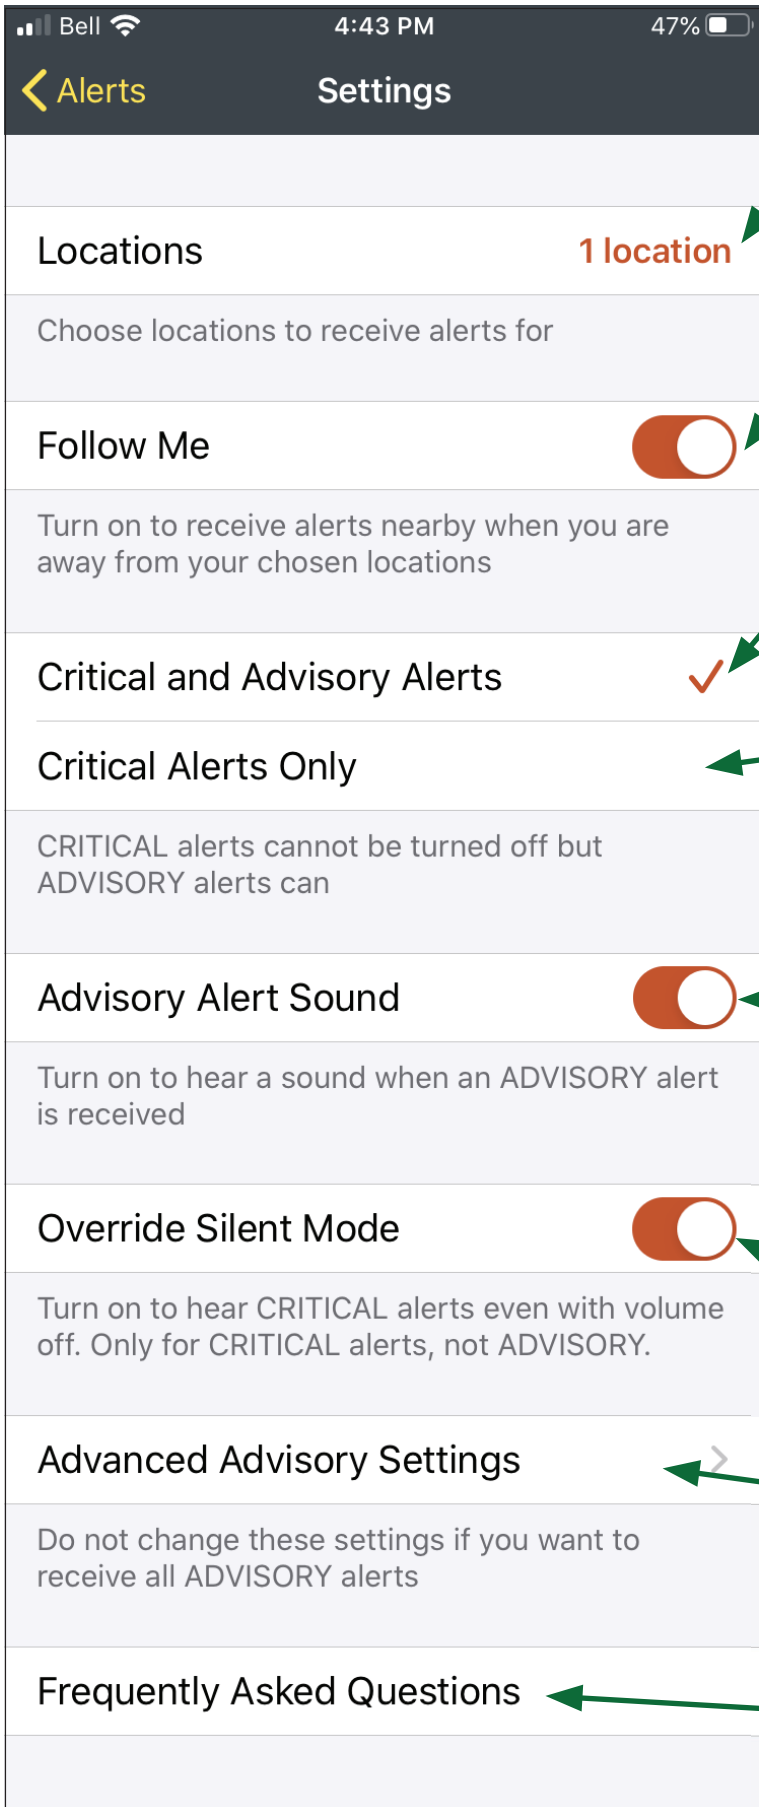 Bell 4:43 PM 47%
Alerts Settings
Locations 1 location
Choose locations to receive alerts for
Follow Me
Turn on to receive alerts nearby when you are
away from your chosen locations
Critical and Advisory Alerts
Critical Alerts Only
CRITICAL alerts cannot be turned off but
ADVISORY alerts can
Advisory Alert Sound
Turn on to hear a sound when an ADVISORY alert
is received
Override Silent Mode
Turn on to hear CRITICAL alerts even with volume
off. Only for CRITICAL alerts, not ADVISORY.
Advanced Advisory Settings
Do not change these settings if you want to
receive all ADVISORY alerts
Frequently Asked Questions